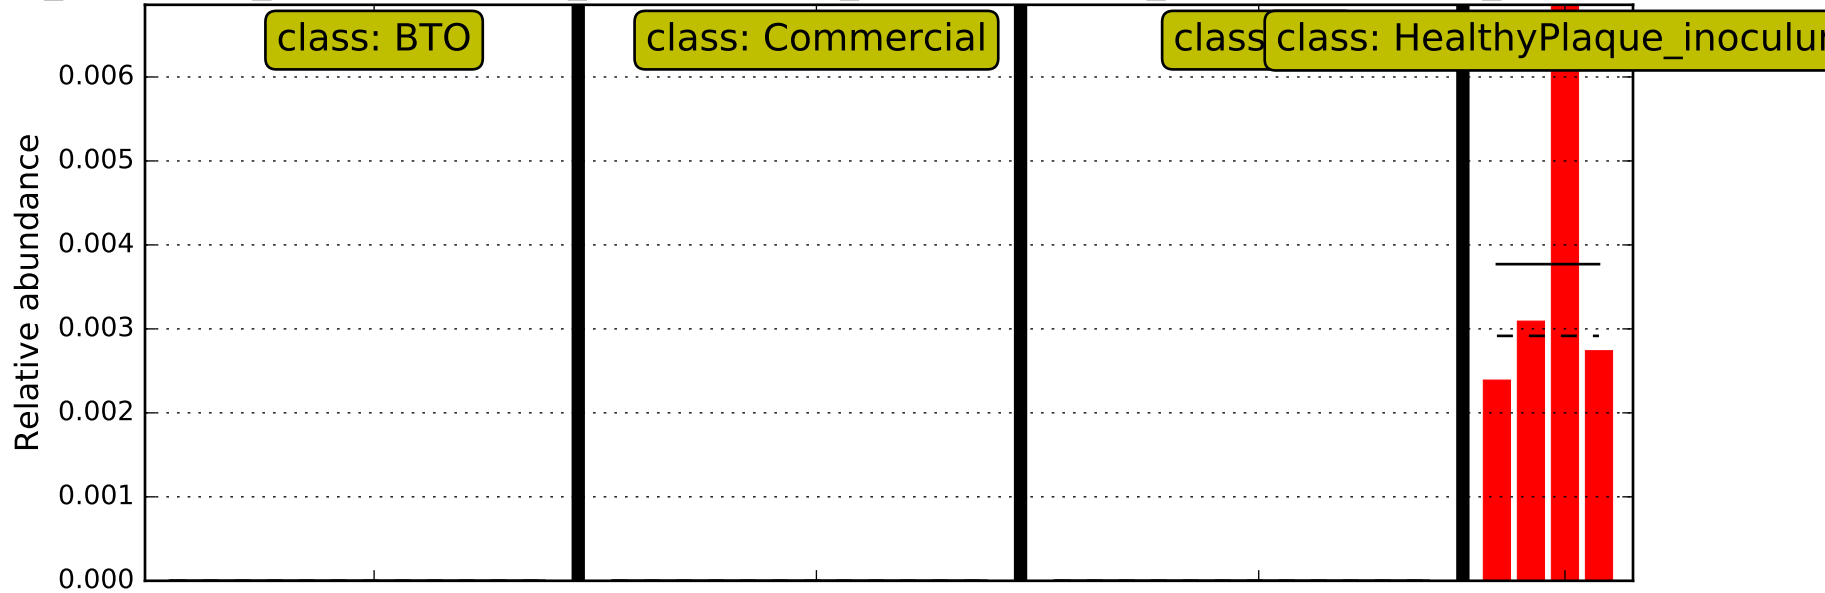 class: BTO
class: Commercial
class
class: HealthyPlaque_inoculu
0.006
0.005
0.004
0.003
0.002
0.001
0.000
Relative abundance